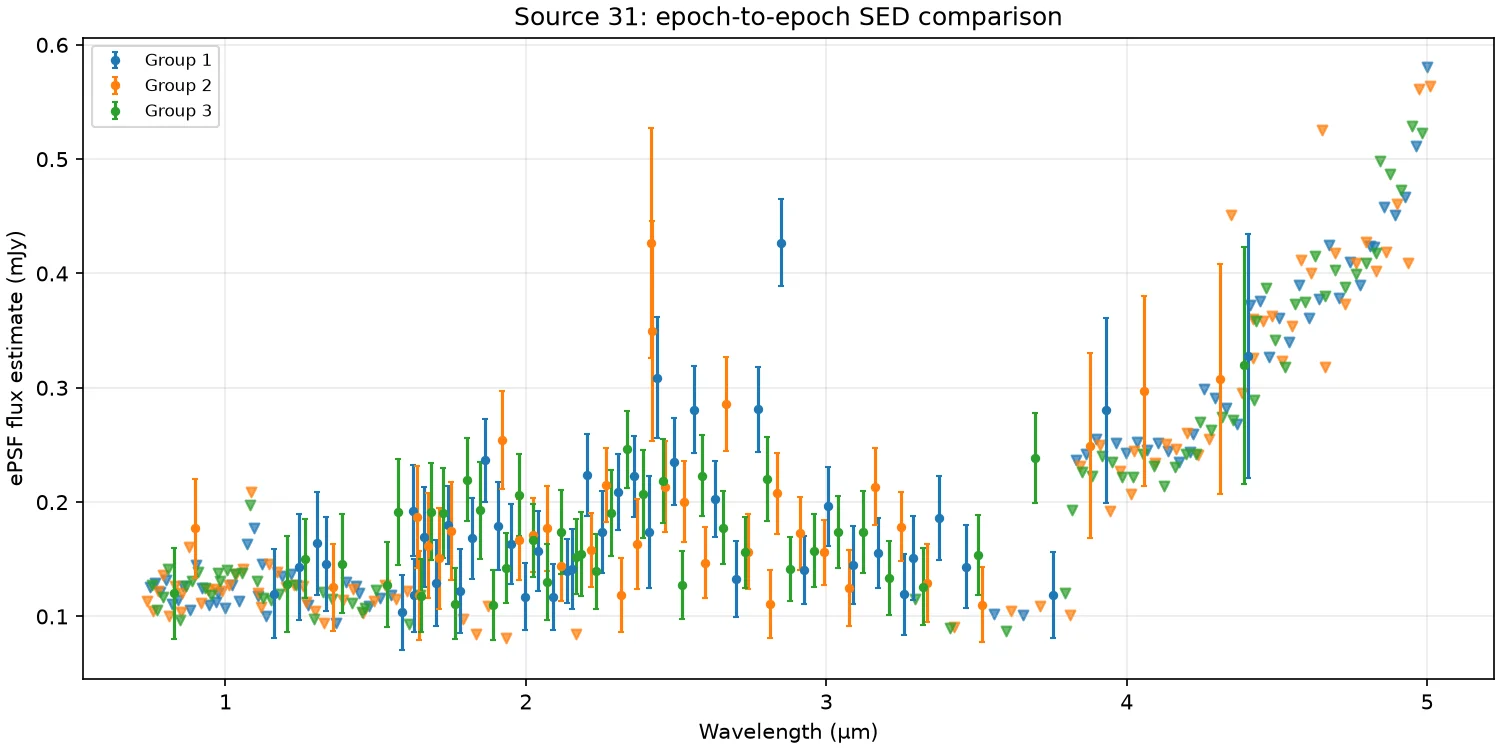 Source 31: epoch-to-epoch SED comparison
Group 1
Group 2
Group 3
ePSF flux estimate (mJy)
0.6
0.5
0.4
0.3
0.2
0.1
1 2 3 4 5
Wavelength (μm)